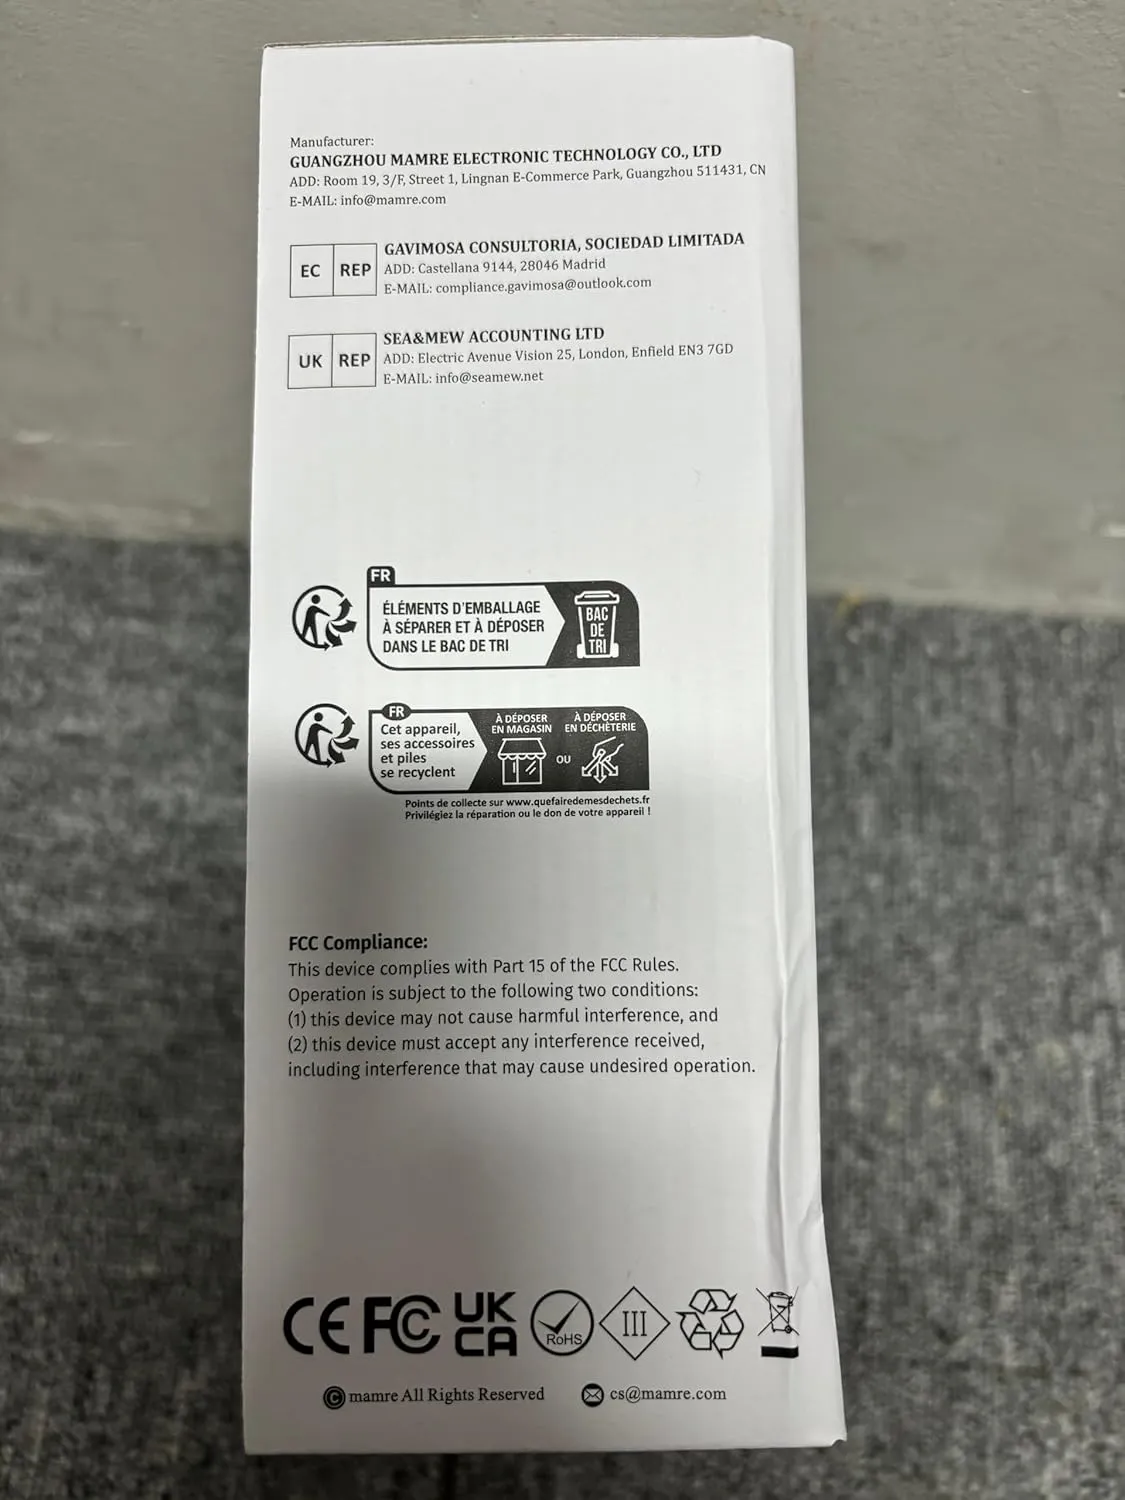 Manufacturer:
GUANGZHOU MAMRE ELECTRONIC TECHNOLOGY CO., LTD
ADD: Room 19, 3/F, Street 1, Lingnan E-Commerce Park, Guangzhou 511431, CN
E-MAIL: info@mamre.com
EC REP
GAVIMOSA CONSULTORIA, SOCIEDAD LIMITADA
ADD: Castellana 9144, 28046 Madrid
E-MAIL: compliance.gavimosa@outlook.com
UK REP
SEA&MEW ACCOUNTING LTD
ADD: Electric Avenue Vision 25, London, Enfield EN3 7GD
E-MAIL: info@seamew.net
FR
ÉLÉMENTS D'EMBALLAGE
À SÉPARER ET À DÉPOSER
DANS LE BAC DE TRI
BAC
DE
TRI
FR
Cet appareil,
ses accessoires
et piles
se recyclent
À DÉPOSER
EN MAGASIN
OU
À DÉPOSER
EN DÉCHÈTERIE
Points de collecte sur www.quefairedemesdechets.fr
Privilégiez la réparation ou le don de votre appareil !
FCC Compliance:
This device complies with Part 15 of the FCC Rules.
Operation is subject to the following two conditions:
(1) this device may not cause harmful interference, and
(2) this device must accept any interference received,
including interference that may cause undesired operation.
CE FC UK
CA RoHS III
© mamre All Rights Reserved cs@mamre.com